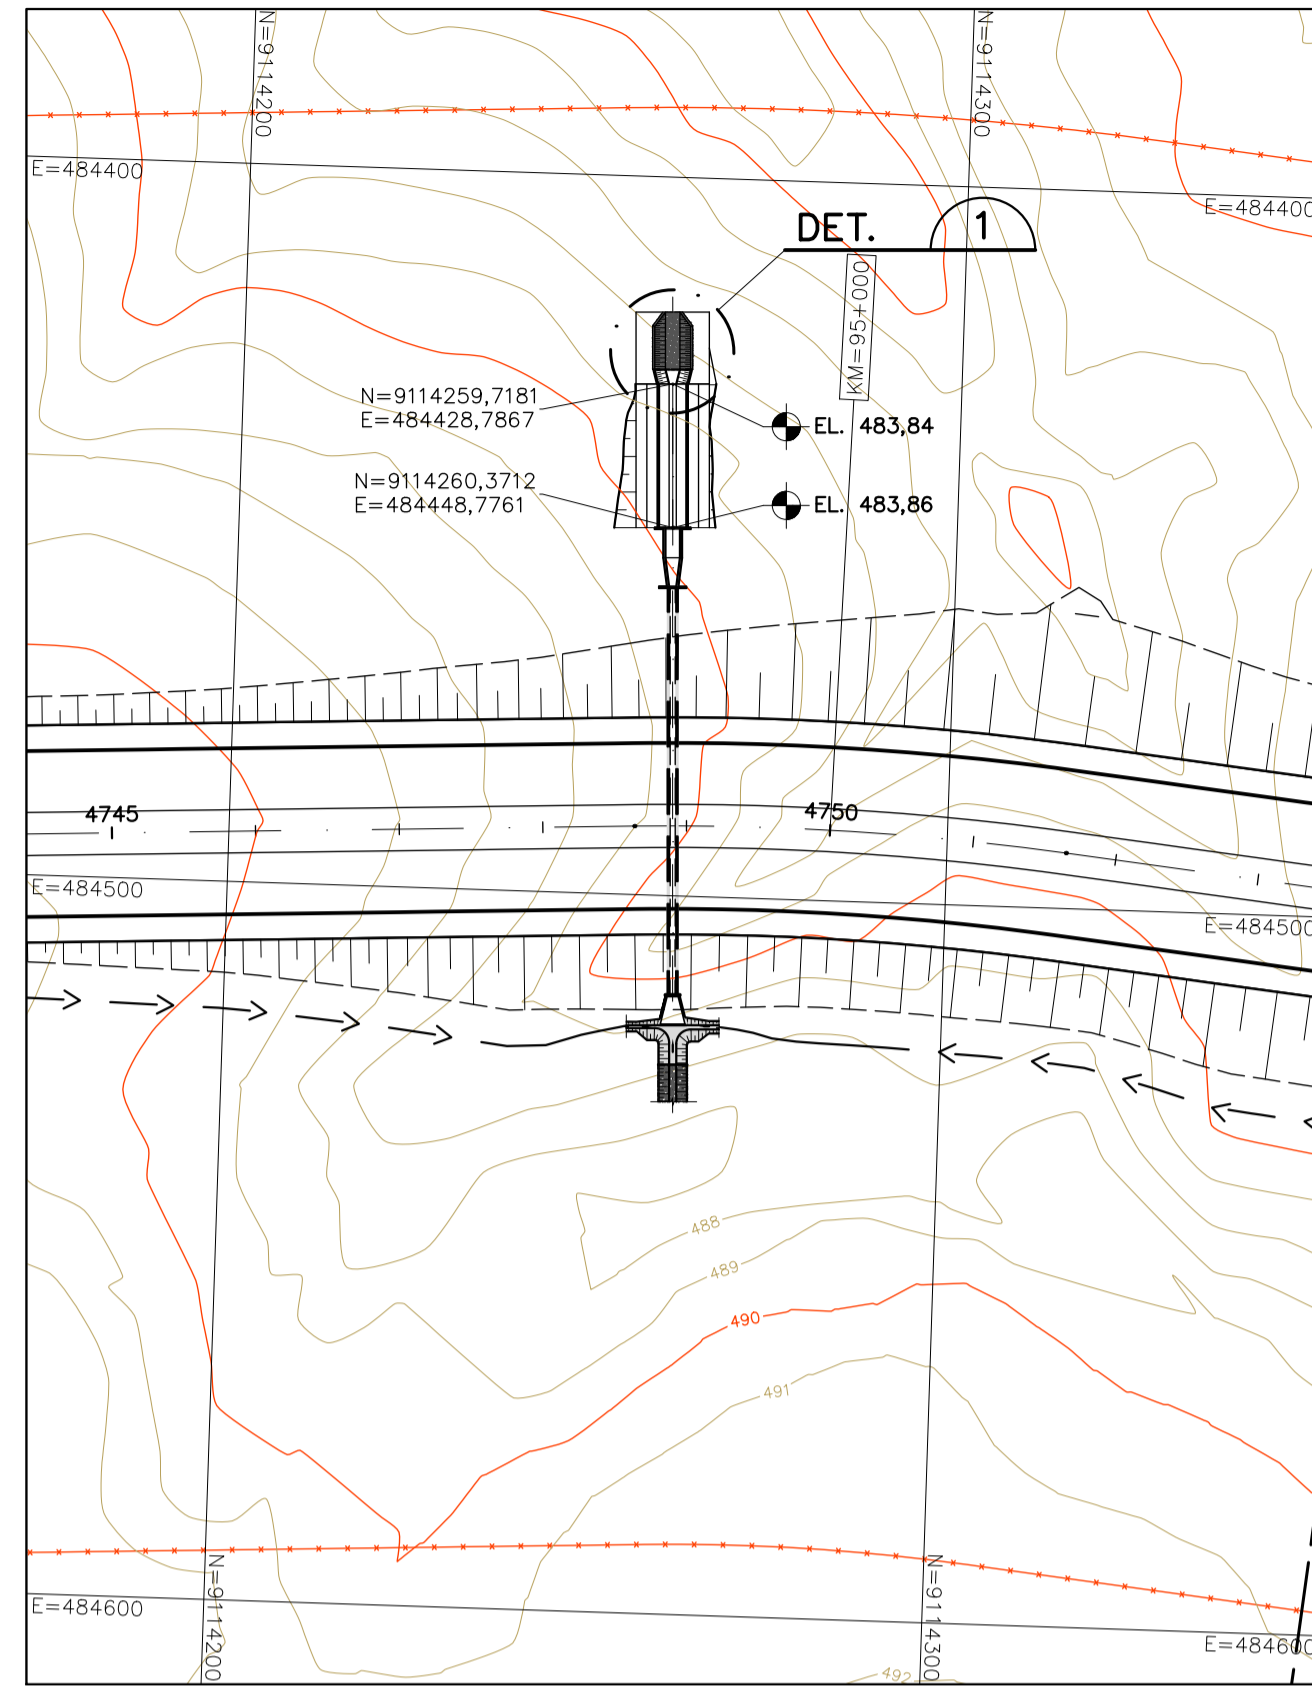 N=9114200
N=9114300
E=484400
E=484400
DET. 1
KM=95+000
N=9114259,7181
E=484428,7867
EL. 483,84
N=9114260,3712
E=484448,7761
EL. 483,86
4745
4750
E=484500
E=484500
488
489
490
491
N=9114200
N=9114300
E=484600
E=484600
492